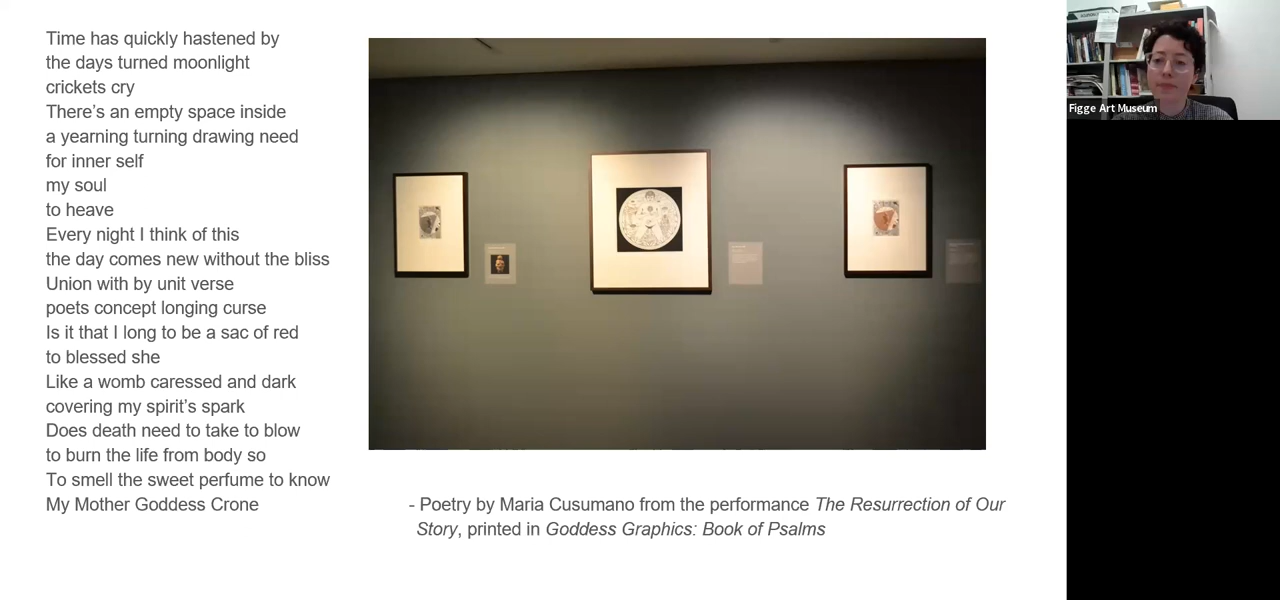 Time has quickly hastened by
the days turned moonlight
crickets cry
There’s an empty space inside
a yearning turning drawing need
for inner self
my soul
to heave
Every night I think of this
the day comes new without the bliss
Union with by unit verse
poets concept longing curse
Is it that I long to be a sac of red
to blessed she
Like a womb caressed and dark
covering my spirit’s spark
Does death need to take to blow
to burn the life from body so
To smell the sweet perfume to know
My Mother Goddess Crone
- Poetry by Maria Cusumano from the performance The Resurrection of Our
Story, printed in Goddess Graphics: Book of Psalms
Figge Art Museum